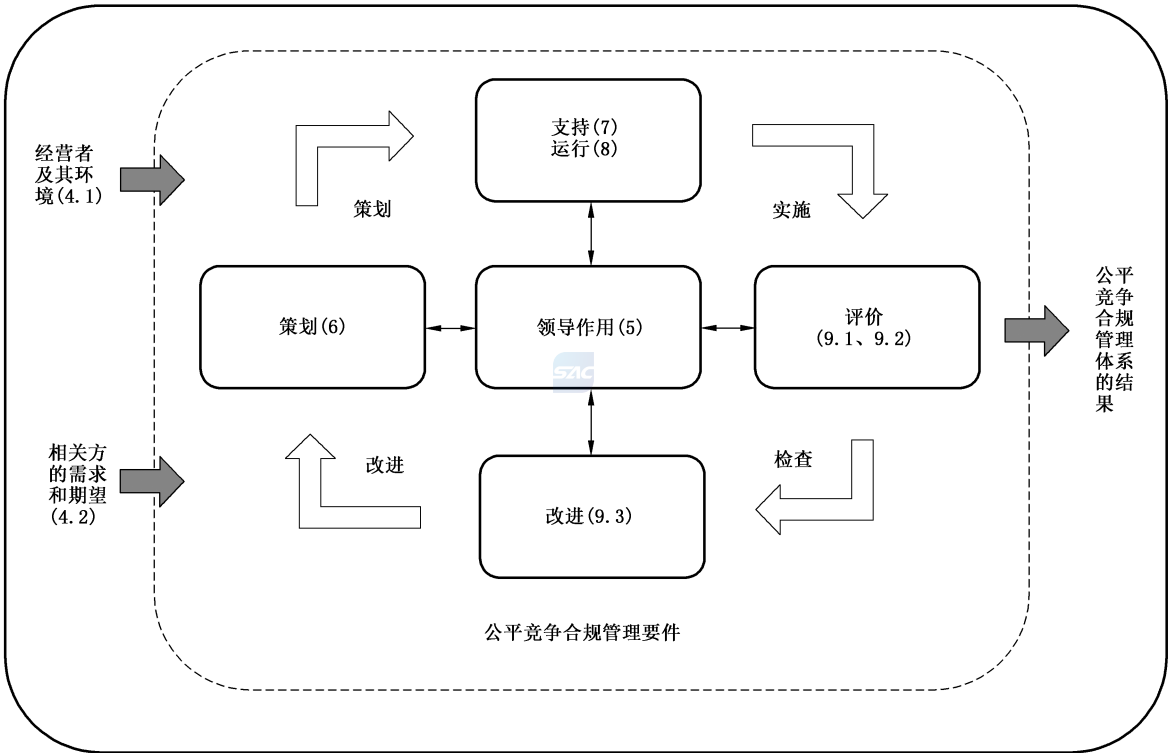 支持(7)
运行(8)
经营者
及其环
境(4.1)
策划
实施
策划(6)
领导作用(5)
评价
(9.1、9.2)
公平
竞争
合规
管理
体系
的结
果
SAC
相关方
的需求
和期望
(4.2)
改进
检查
改进(9.3)
公平竞争合规管理要件